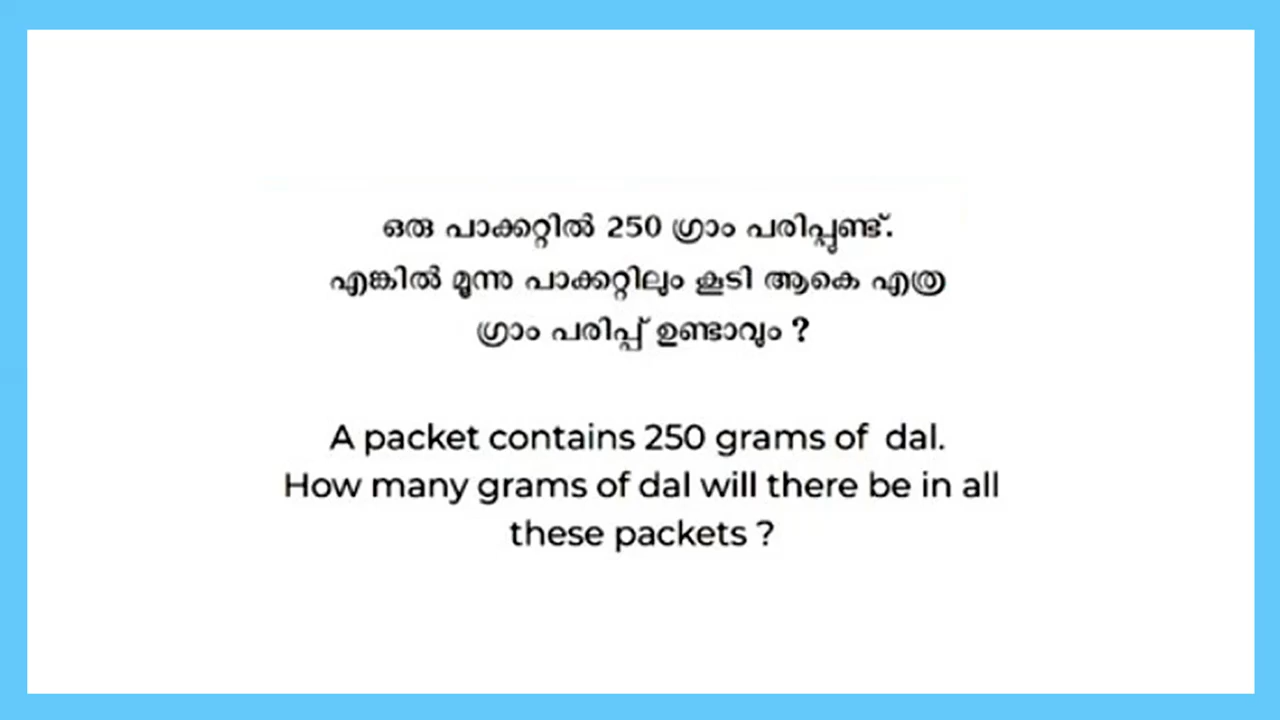 ഒരു പാക്കറ്റിൽ 250 ഗ്രാം പരിപ്പുണ്ട്.
എങ്കിൽ മൂന്നു പാക്കറ്റിലും കൂടി ആകെ എത്ര
ഗ്രാം പരിപ്പ് ഉണ്ടാവും ?
A packet contains 250 grams of dal.
How many grams of dal will there be in all
these packets ?